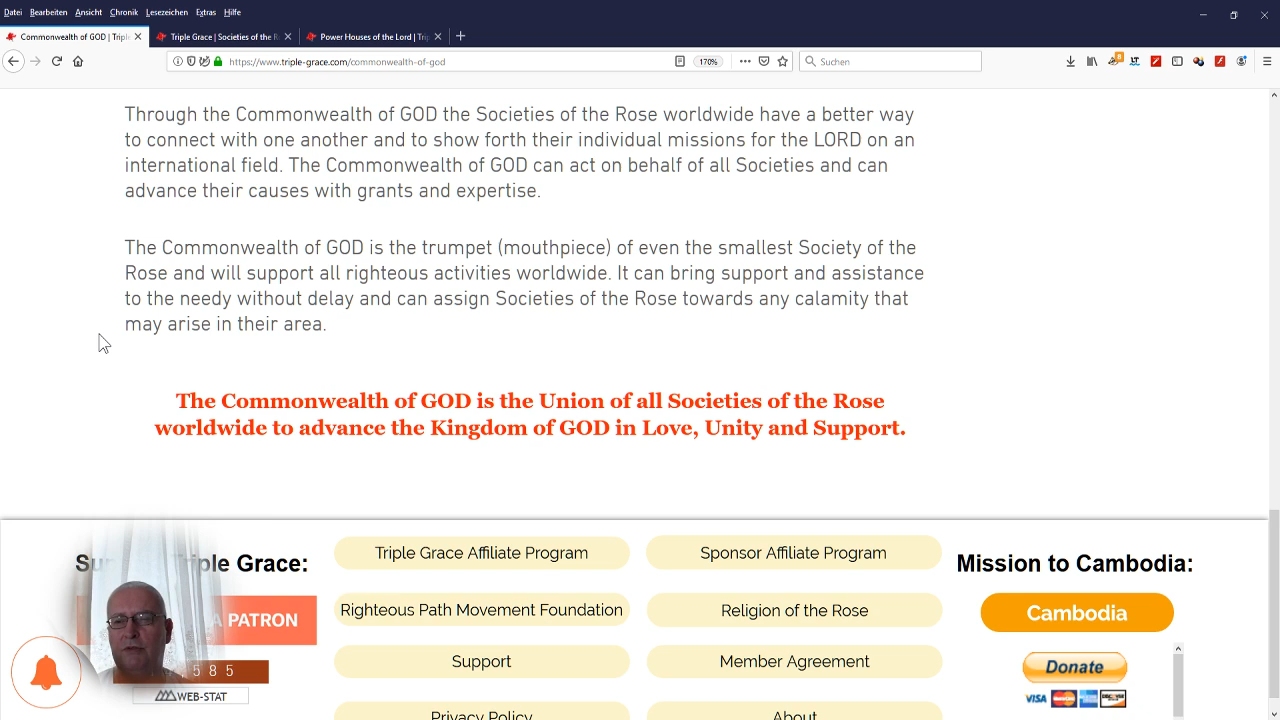 Datei Bearbeiten Ansicht Chronik Lesezeichen Extras Hilfe
Commonwealth of GOD | Triple
Triple Grace | Societies of the R
Power Houses of the Lord | Trip
https://www.triple-grace.com/commonwealth-of-god
170%
Suchen
Through the Commonwealth of GOD the Societies of the Rose worldwide have a better way
to connect with one another and to show forth their individual missions for the LORD on an
international field. The Commonwealth of GOD can act on behalf of all Societies and can
advance their causes with grants and expertise.
The Commonwealth of GOD is the trumpet (mouthpiece) of even the smallest Society of the
Rose and will support all righteous activities worldwide. It can bring support and assistance
to the needy without delay and can assign Societies of the Rose towards any calamity that
may arise in their area.
The Commonwealth of GOD is the Union of all Societies of the Rose
worldwide to advance the Kingdom of GOD in Love, Unity and Support.
Grace:
Triple Grace Affiliate Program
Sponsor Affiliate Program
Mission to Cambodia:
PATRON
Righteous Path Movement Foundation
Religion of the Rose
Cambodia
585
Support
Member Agreement
Donate
WEB-STAT
VISA
DISCOVER
Privacy Policy
About